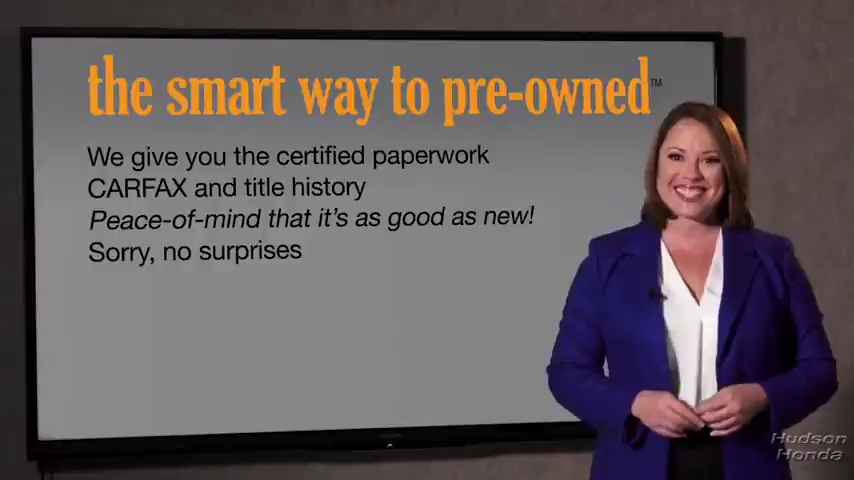 the smart way to pre-owned™
We give you the certified paperwork
CARFAX and title history
Peace-of-mind that it's as good as new!
Sorry, no surprises
Hudson
Honda